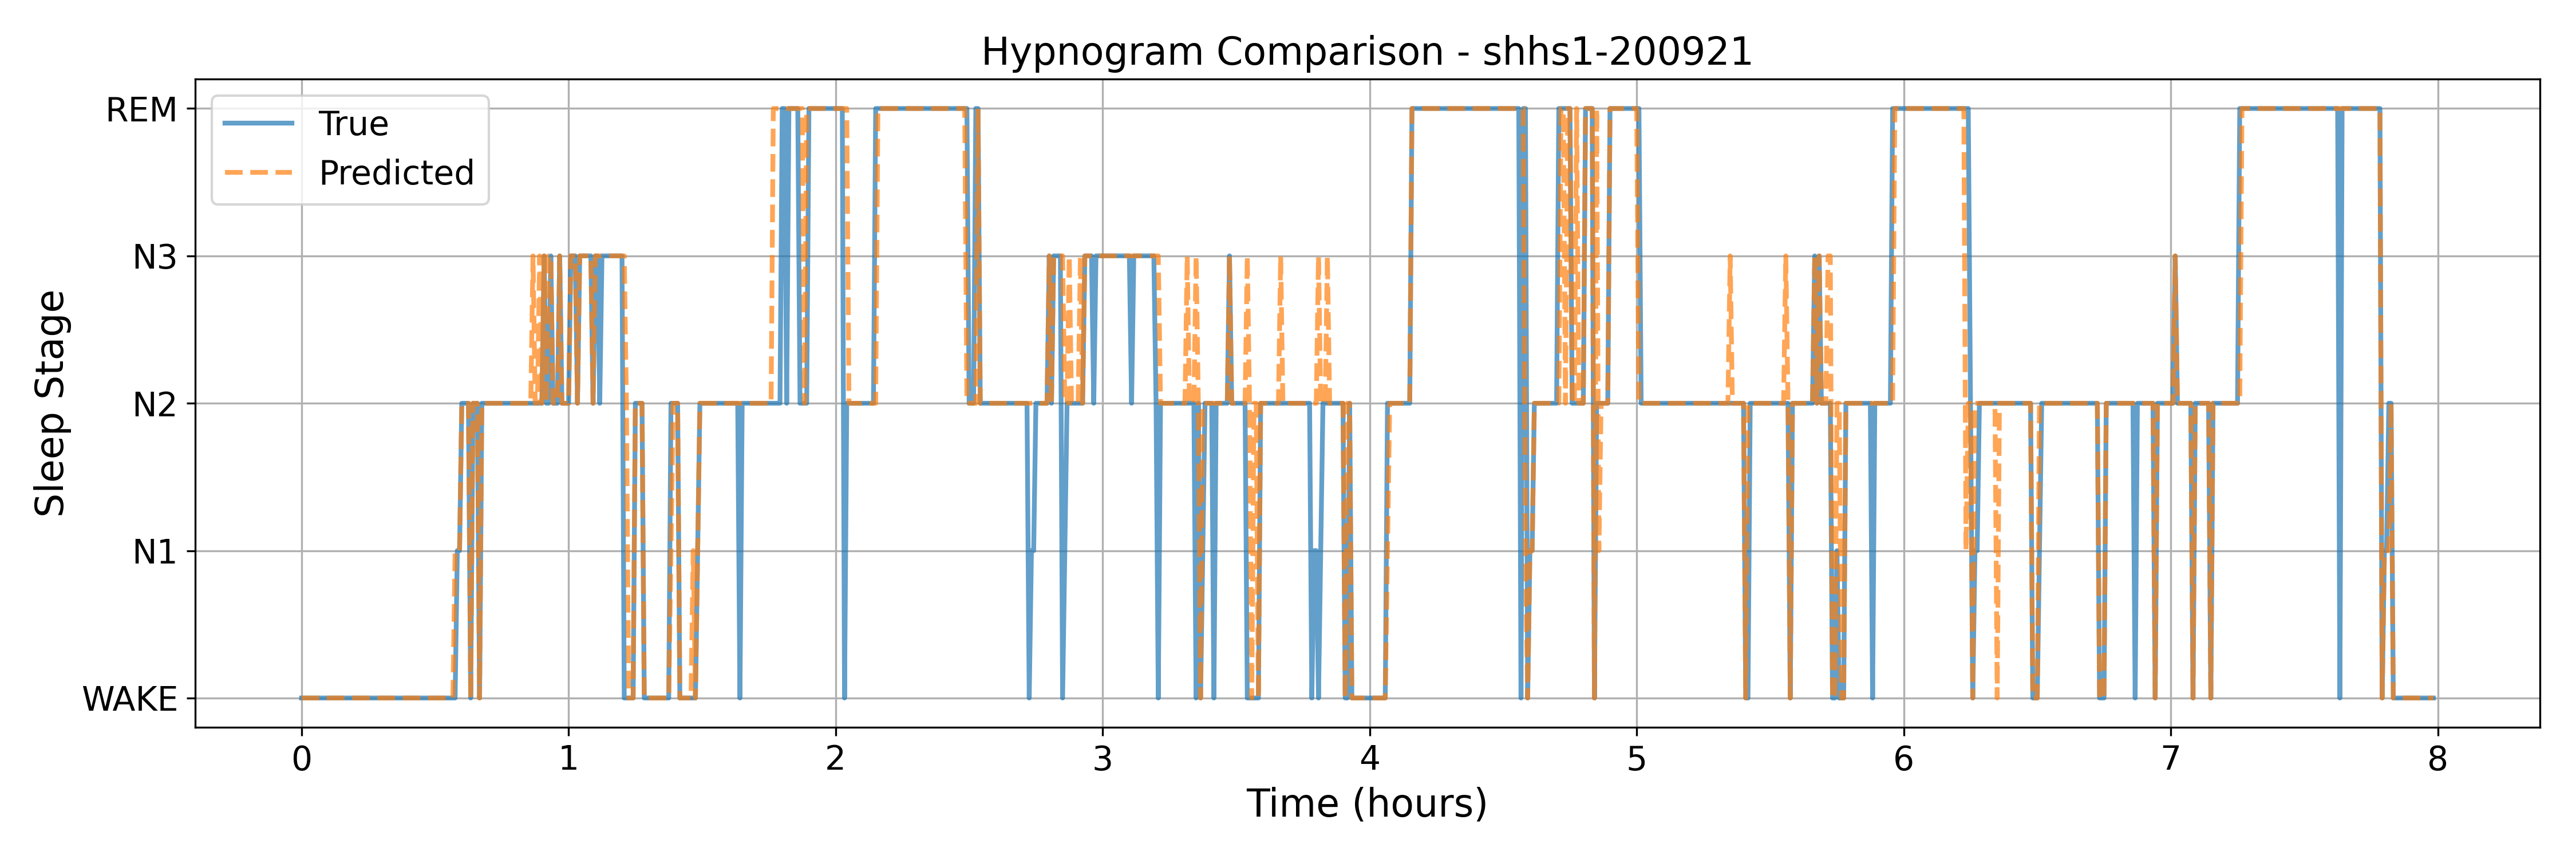 Hypnogram Comparison - shhs1-200921
True
Predicted
REM
N3
N2
N1
WAKE
Sleep Stage
0 1 2 3 4 5 6 7 8
Time (hours)